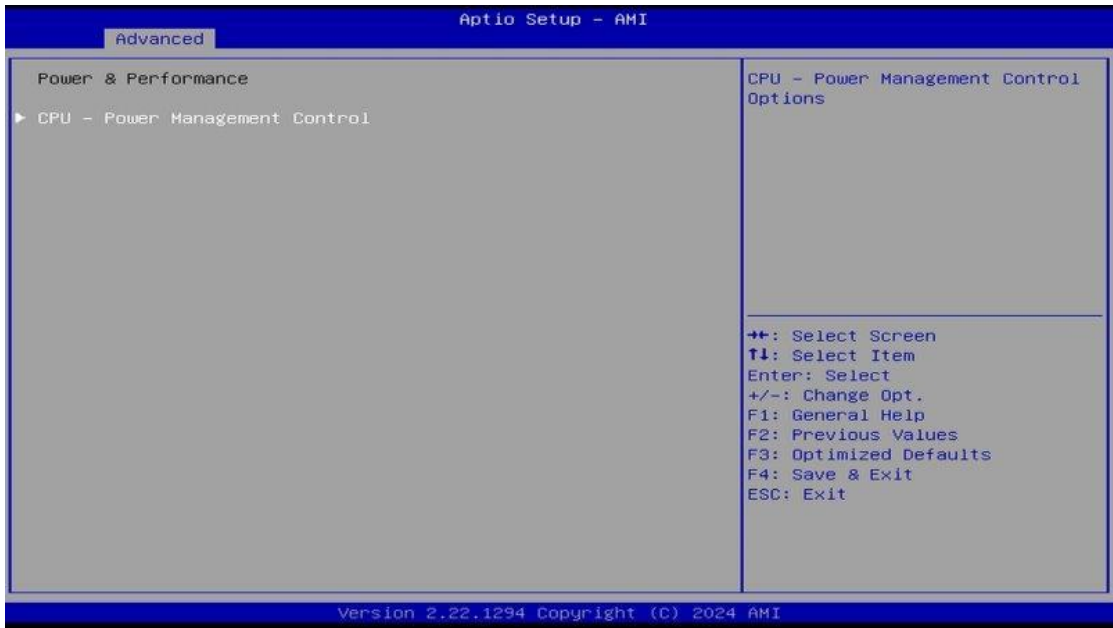 Aptio Setup – AMI
Advanced
Power & Performance
▶ CPU – Power Management Control
CPU – Power Management Control
Options
→←: Select Screen
↑↓: Select Item
Enter: Select
+/-: Change Opt.
F1: General Help
F2: Previous Values
F3: Optimized Defaults
F4: Save & Exit
ESC: Exit
Version 2.22.1294 Copyright (C) 2024 AMI